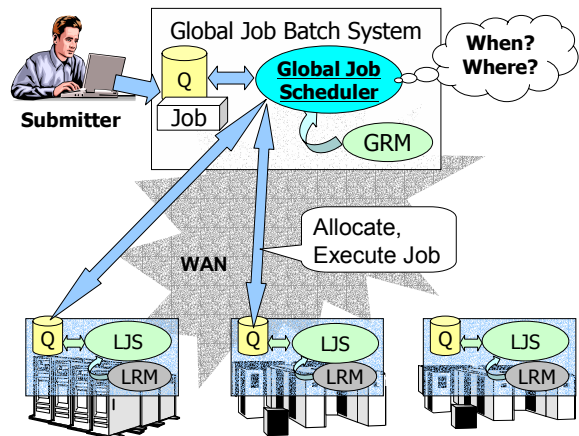 Global Job Batch System
When?
Where?
Q
Global Job
Scheduler
Submitter
Job
GRM
Allocate,
Execute Job
WAN
Q
LJS
LRM
Q
LJS
LRM
Q
LJS
LRM